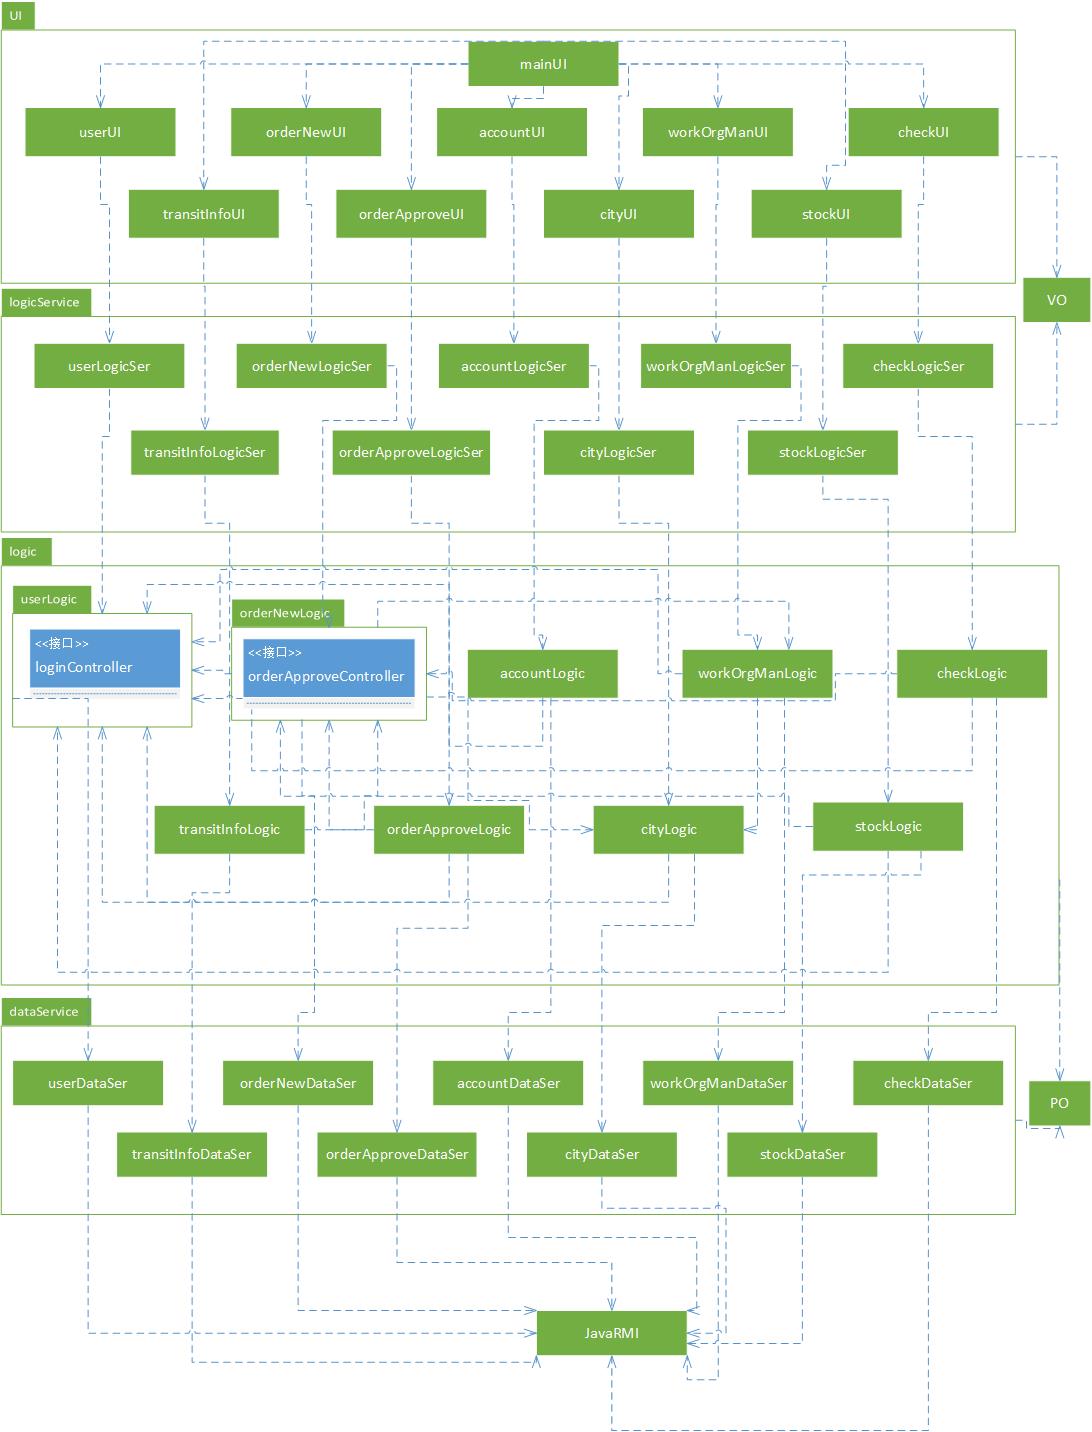 UI
mainUI
userUI
orderNewUI
accountUI
workOrgManUI
checkUI
transitInfoUI
orderApproveUI
cityUI
stockUI
VO
logicService
userLogicSer
orderNewLogicSer
accountLogicSer
workOrgManLogicSer
checkLogicSer
transitInfoLogicSer
orderApproveLogicSer
cityLogicSer
stockLogicSer
logic
userLogic
orderNewLogic
<<接口>>
loginController
<<接口>>
orderApproveController
accountLogic
workOrgManLogic
checkLogic
transitInfoLogic
orderApproveLogic
cityLogic
stockLogic
dataService
userDataSer
orderNewDataSer
accountDataSer
workOrgManDataSer
checkDataSer
PO
transitInfoDataSer
orderApproveDataSer
cityDataSer
stockDataSer
JavaRMI